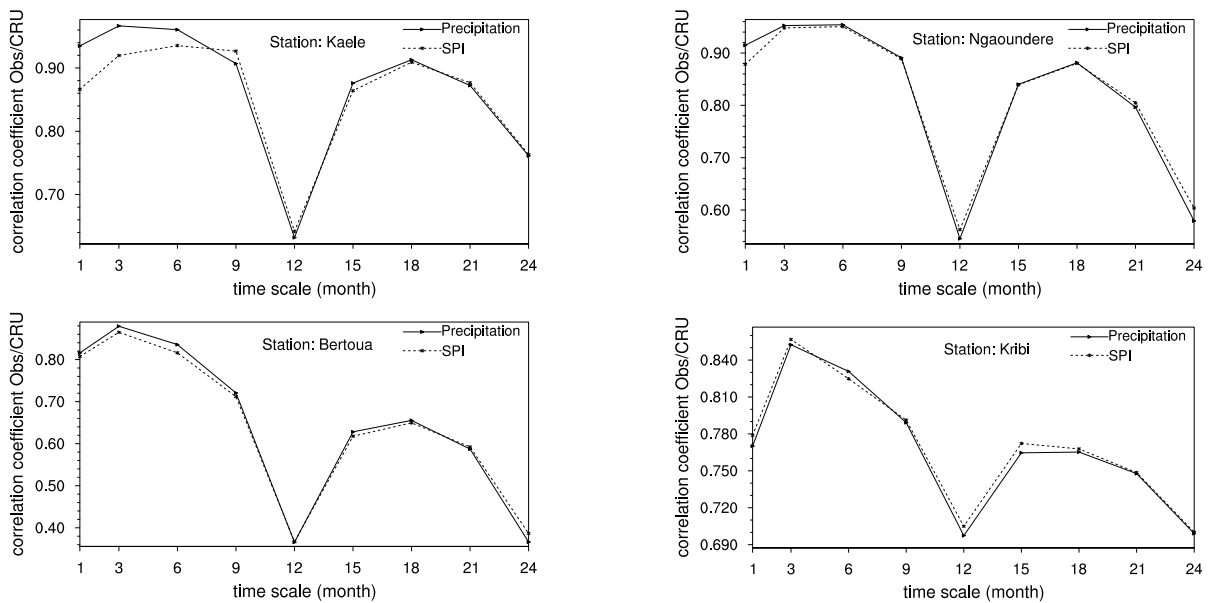 correlation coefficient Obs/CRU
0.90
0.80
0.70
Station: Kaele
Precipitation
SPI
1 3 6 9 12 15 18 21 24
time scale (month)
correlation coefficient Obs/CRU
0.90
0.80
0.70
0.60
Station: Ngaoundere
Precipitation
SPI
1 3 6 9 12 15 18 21 24
time scale (month)
correlation coefficient Obs/CRU
0.80
0.70
0.60
0.50
0.40
Station: Bertoua
Precipitation
SPI
1 3 6 9 12 15 18 21 24
time scale (month)
correlation coefficient Obs/CRU
0.840
0.810
0.780
0.750
0.720
0.690
Station: Kribi
Precipitation
SPI
1 3 6 9 12 15 18 21 24
time scale (month)